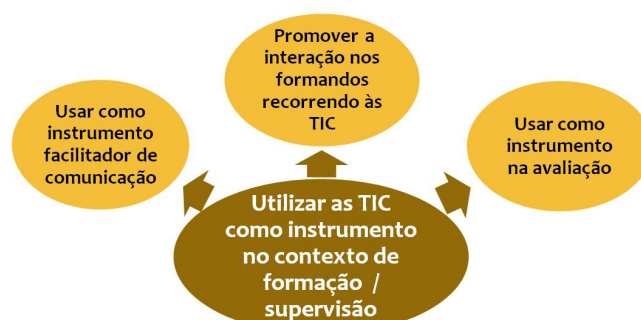 Promover a
interação nos
formandos
recorrendo às
TIC
Usar como
instrumento
facilitador de
comunicação
Usar como
instrumento
na avaliação
Utilizar as TIC
como instrumento
no contexto de
formação /
supervisão